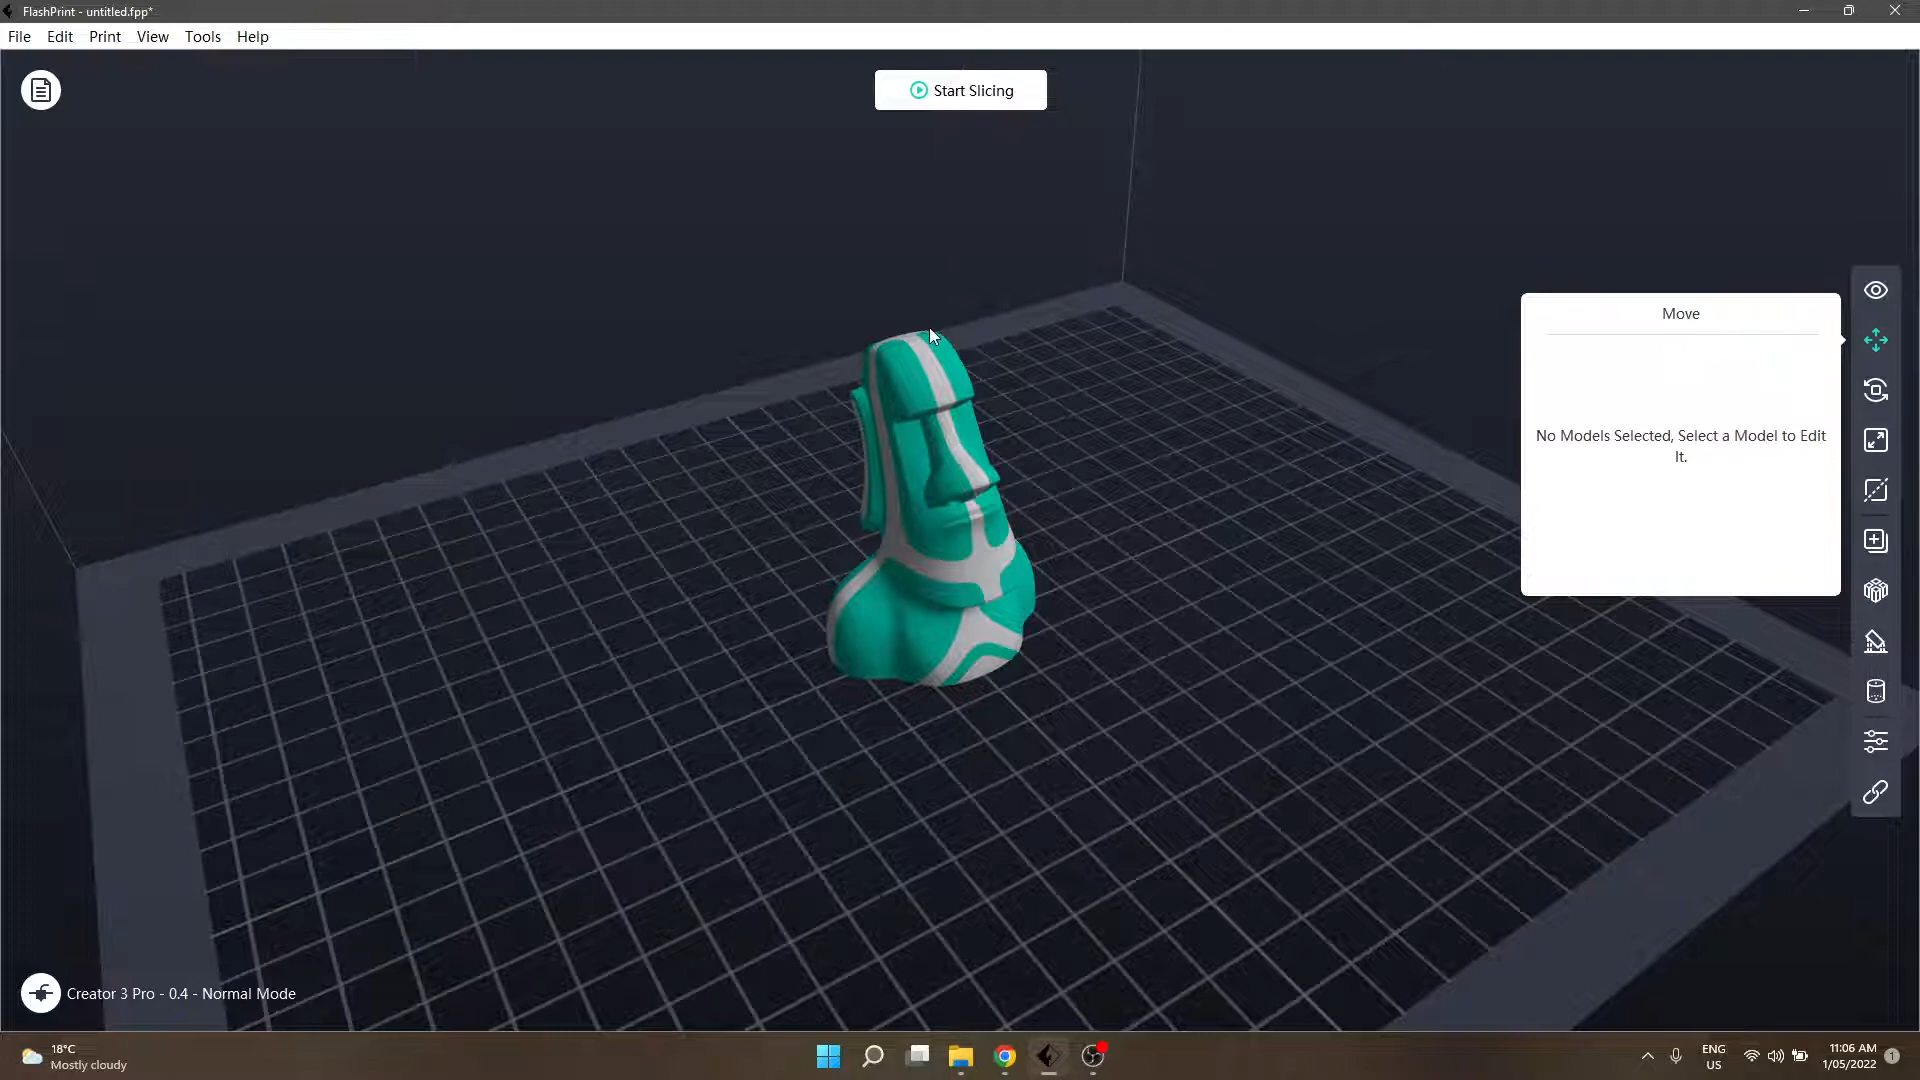 FlashPrint - untitled.fpp*
File Edit Print View Tools Help
Start Slicing
Move
No Models Selected, Select a Model to Edit
It.
Creator 3 Pro - 0.4 - Normal Mode
18°C
Mostly cloudy
ENG
US
11:06 AM
1/05/2022
1